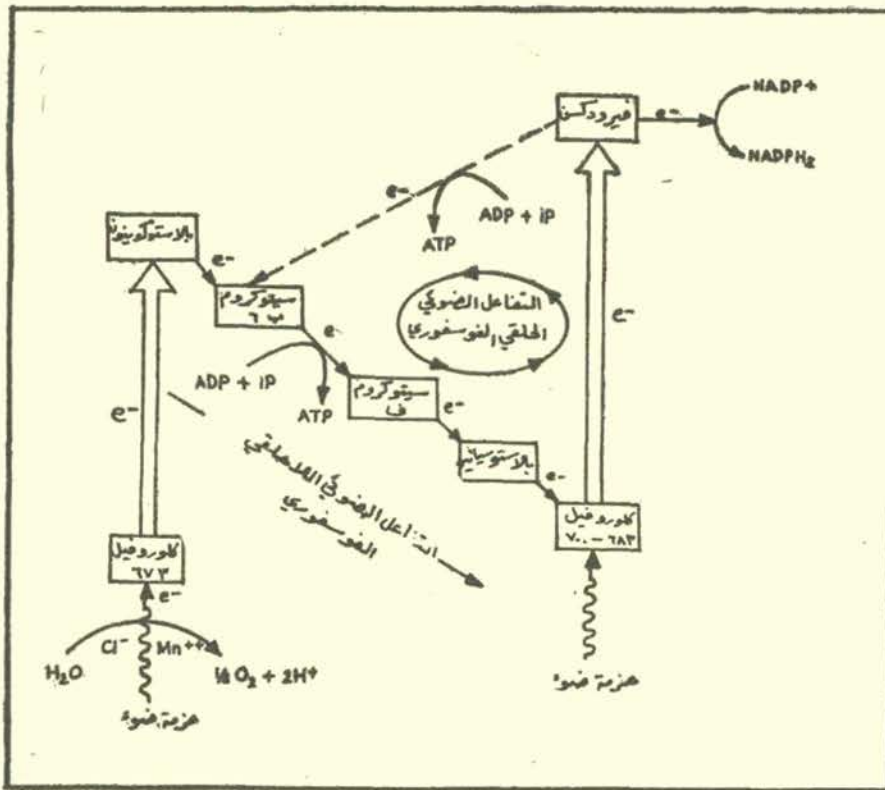 NADP+
فيرودكسن
e-
NADPH₂
e-
ADP + iP
ATP
بلاستوكوينون
e-
سيتوكروم
ب ٦
e-
التفاعل الضوئي
الحلقي الفوسفوري
e-
ADP + iP
ATP
سيتوكروم
ف
e-
e-
بلاستوسيانين
e-
التفاعل الضوئي اللاحلقي
الفوسفوري
كلوروفيل
٦٨٣ – ٧٠٠
كلوروفيل
٦٧٣
e-
Cl⁻ Mn⁺⁺
H₂O
½ O₂ + 2H⁺
حزمة ضوء
حزمة ضوء